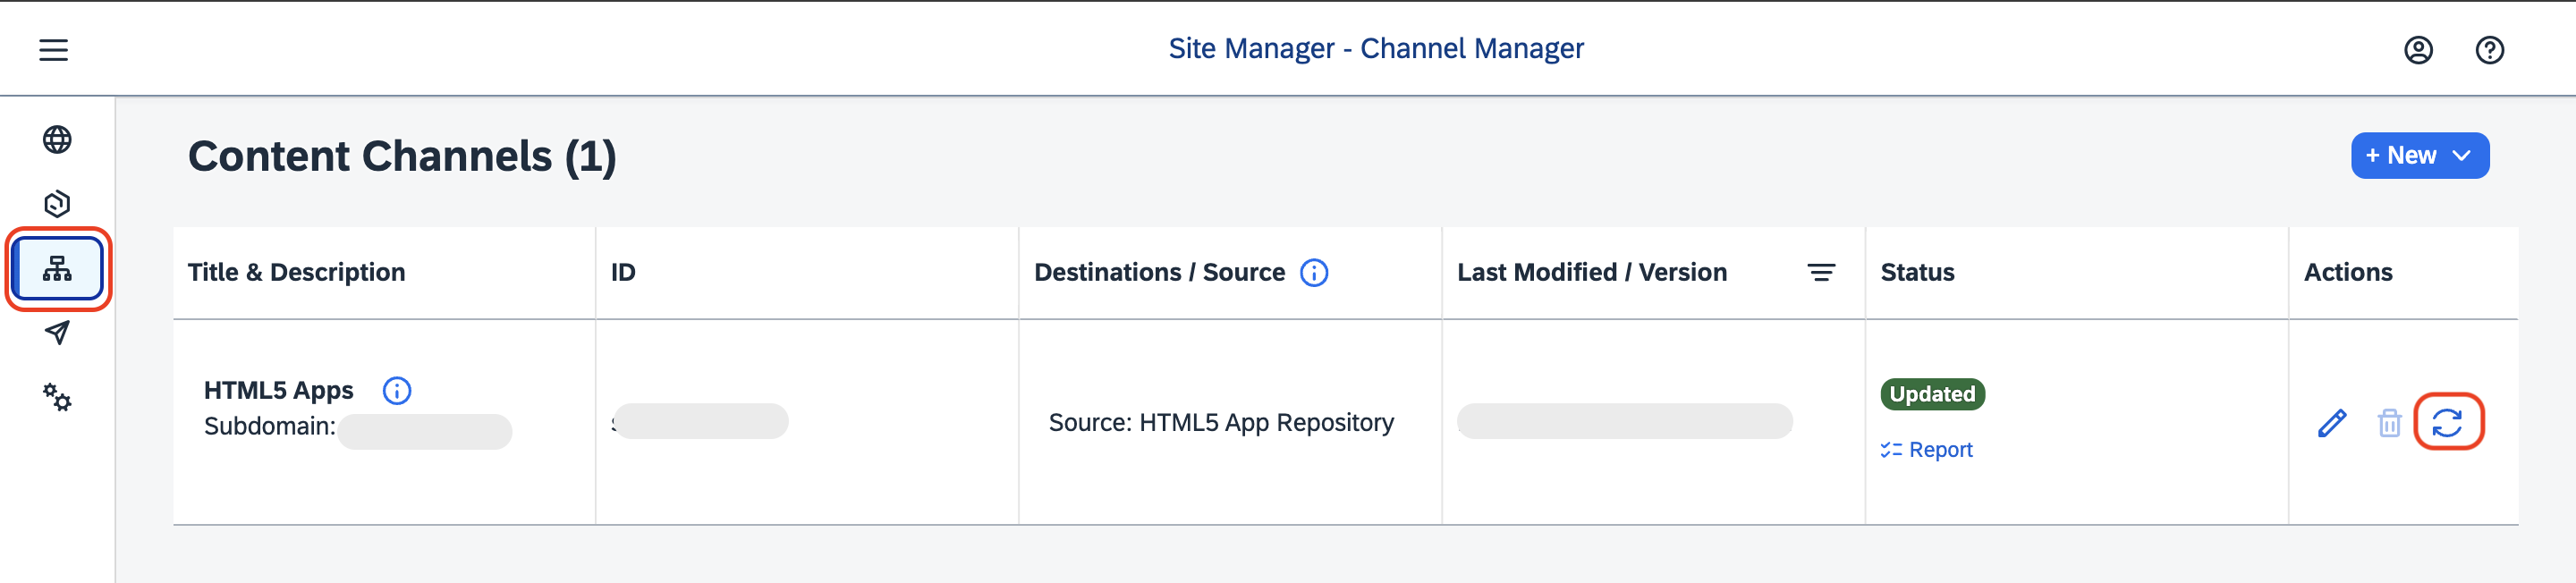 Site Manager - Channel Manager
Content Channels (1)
+ New
Title & Description
ID
Destinations / Source
Last Modified / Version
Status
Actions
HTML5 Apps
Subdomain:
Source: HTML5 App Repository
Updated
Report